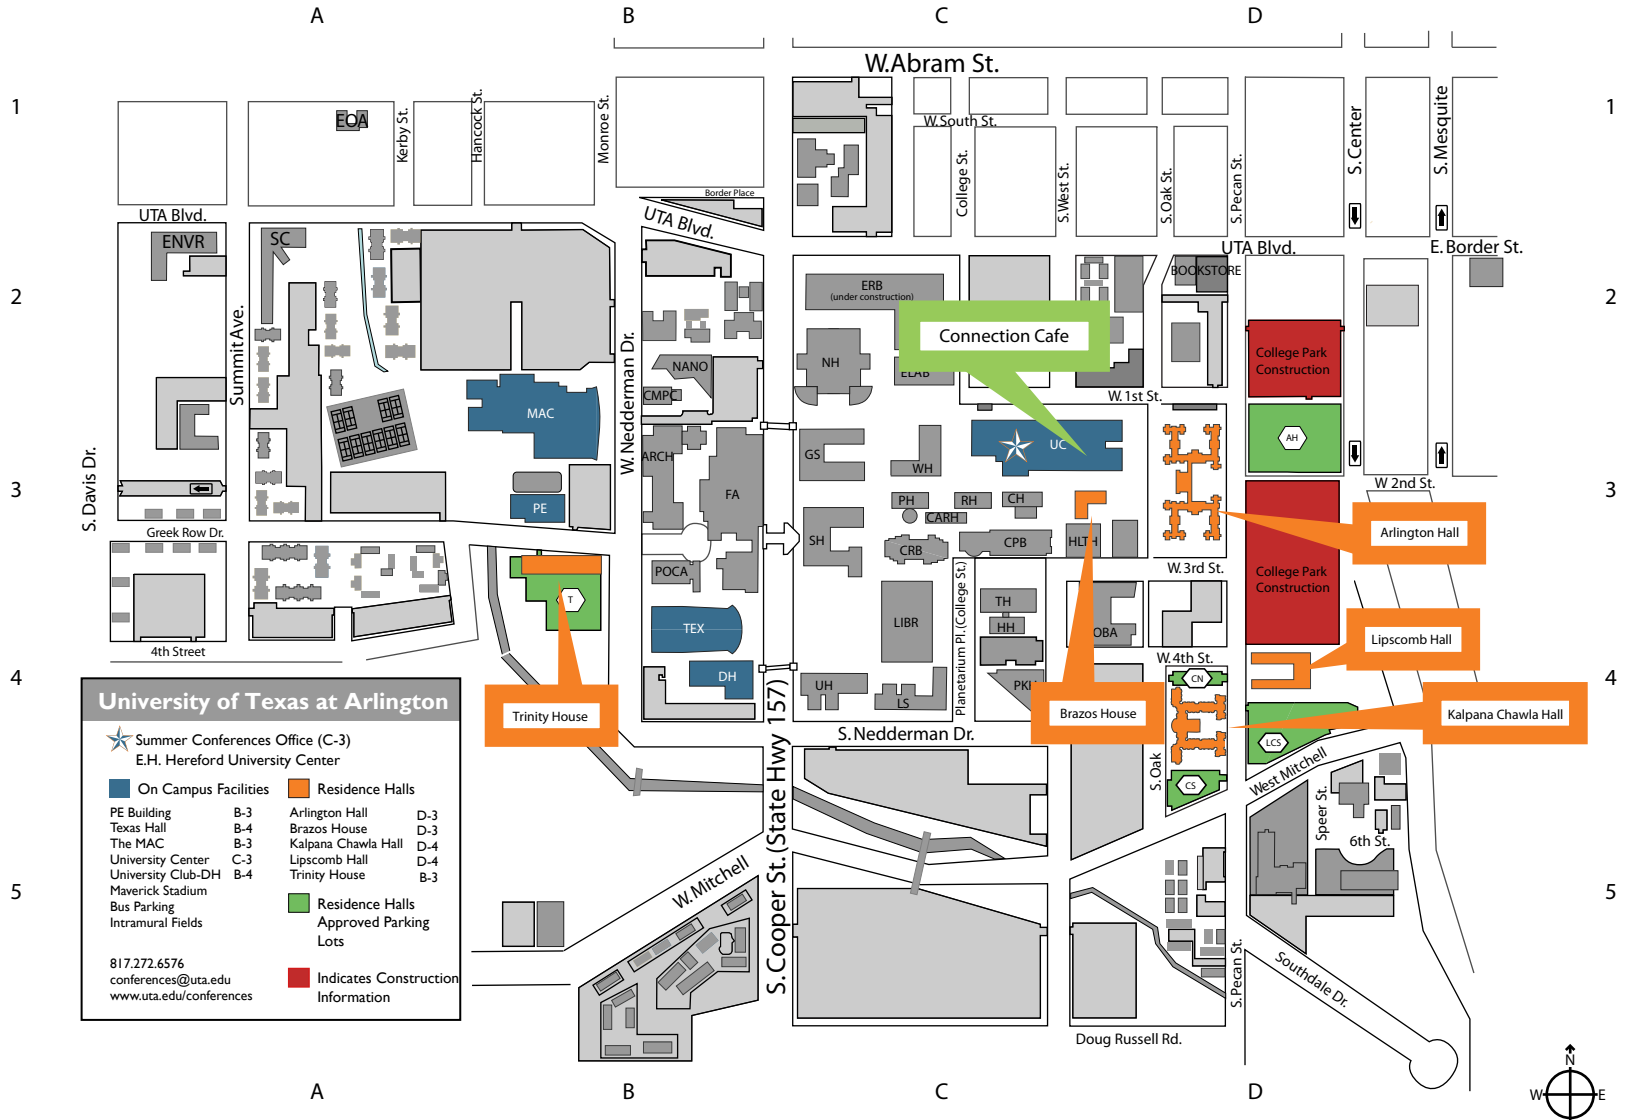 A B C D
W. Abram St.
1 1
EOA
Kerby St.
Hancock St.
Monroe St.
W. South St.
College St.
S. West St.
S. Oak St.
S. Pecan St.
S. Center
S. Mesquite
Border Place
UTA Blvd.
UTA Blvd.
UTA Blvd.
E. Border St.
ENVR
SC
BOOKSTORE
2 2
ERB
(under construction)
Connection Cafe
Summit Ave.
W. Nedderman Dr.
NANO
NH
ELAB
CMPC
College Park
Construction
W. 1st St.
MAC
UC
AH
ARCH
GS
WH
FA
S. Davis Dr.
3 3
W 2nd St.
PE
PH
RH
CH
CARH
Greek Row Dr.
SH
CRB
CPB
HLTH
Arlington Hall
W. 3rd St.
POCA
College Park
Construction
T
TH
HH
LIBR
OBA
TEX
Lipscomb Hall
4th Street
W. 4th St.
4 4
DH
UH
LS
PKH
CN
Planetarium Pl. (College St.)
Trinity House
Brazos House
Kalpana Chawla Hall
S. Nedderman Dr.
LCS
CS
S. Oak
West Mitchell
Speer St.
6th St.
S. Cooper St. (State Hwy 157)
W. Mitchell
5 5
S. Pecan St.
Southdale Dr.
Doug Russell Rd.
University of Texas at Arlington
Summer Conferences Office (C-3)
E.H. Hereford University Center
On Campus Facilities
PE Building B-3
Texas Hall B-4
The MAC B-3
University Center C-3
University Club-DH B-4
Maverick Stadium
Bus Parking
Intramural Fields
817.272.6576
conferences@uta.edu
www.uta.edu/conferences
Residence Halls
Arlington Hall D-3
Brazos House D-3
Kalpana Chawla Hall D-4
Lipscomb Hall D-4
Trinity House B-3
Residence Halls
Approved Parking
Lots
Indicates Construction
Information
A B C D
N
W E